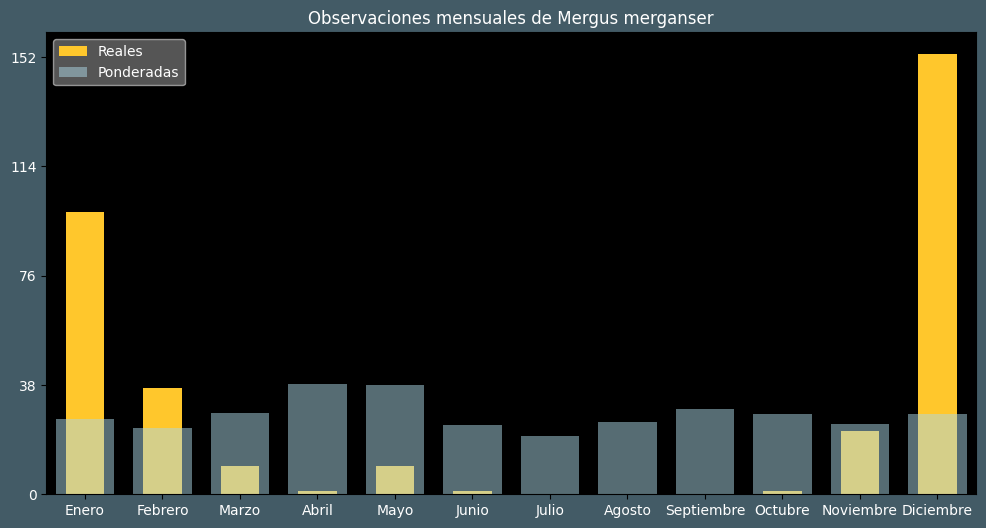 Observaciones mensuales de Mergus merganser
Reales
Ponderadas
152
114
76
38
0
Enero Febrero Marzo Abril Mayo Junio Julio Agosto Septiembre Octubre Noviembre Diciembre